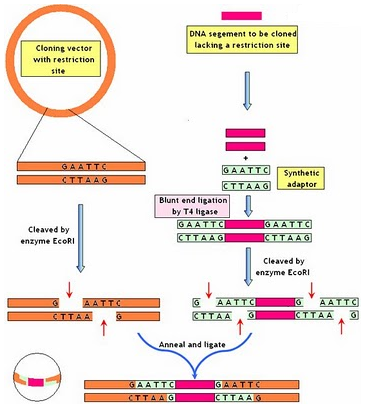 DNA segement to be cloned
lacking a restriction site
Cloning vector
with restriction
site
GAATTC
CTTAAG
+
GAATTC
CTTAAG
Synthetic
adaptor
Blunt end ligation
by T4 ligase
GAATTC GAATTC
CTTAAG CTTAAG
Cleaved by
enzyme EcoRI
Cleaved by
enzyme EcoRI
G AATTC
CTTAA G
G AATTC G AATTC
CTTAA G CTTAA G
Anneal and ligate
GAATTC GAATTC
CTTAAG CTTAAG